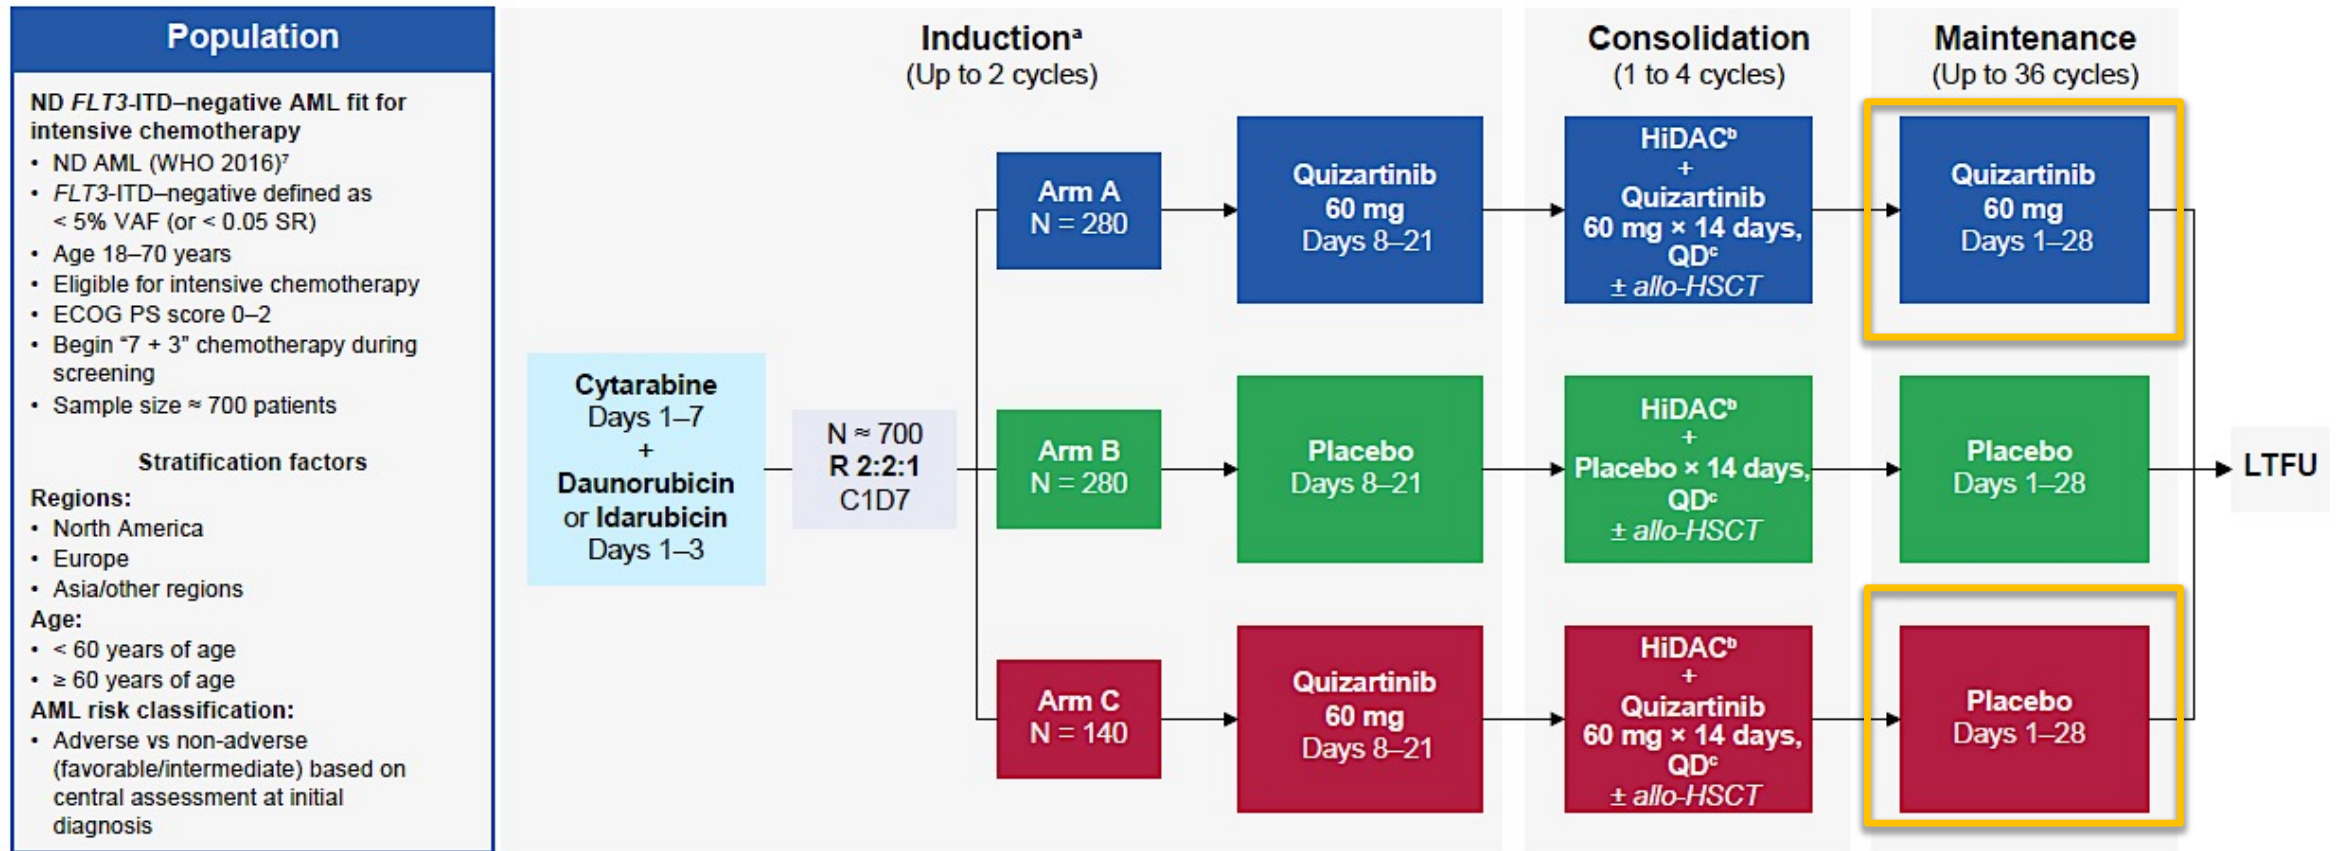 Population
ND FLT3-ITD–negative AML fit for
intensive chemotherapy
• ND AML (WHO 2016)⁷
• FLT3-ITD–negative defined as
< 5% VAF (or < 0.05 SR)
• Age 18–70 years
• Eligible for intensive chemotherapy
• ECOG PS score 0–2
• Begin “7 + 3” chemotherapy during
screening
• Sample size ≈ 700 patients
Stratification factors
Regions:
• North America
• Europe
• Asia/other regions
Age:
• < 60 years of age
• ≥ 60 years of age
AML risk classification:
• Adverse vs non-adverse
(favorable/intermediate) based on
central assessment at initial
diagnosis
Inductionᵃ
(Up to 2 cycles)
Consolidation
(1 to 4 cycles)
Maintenance
(Up to 36 cycles)
Cytarabine
Days 1–7
+
Daunorubicin
or Idarubicin
Days 1–3
N ≈ 700
R 2:2:1
C1D7
Arm A
N = 280
Quizartinib
60 mg
Days 8–21
HiDACᵇ
+
Quizartinib
60 mg × 14 days,
QDᶜ
± allo-HSCT
Quizartinib
60 mg
Days 1–28
Arm B
N = 280
Placebo
Days 8–21
HiDACᵇ
+
Placebo × 14 days,
QDᶜ
± allo-HSCT
Placebo
Days 1–28
Arm C
N = 140
Quizartinib
60 mg
Days 8–21
HiDACᵇ
+
Quizartinib
60 mg × 14 days,
QDᶜ
± allo-HSCT
Placebo
Days 1–28
LTFU